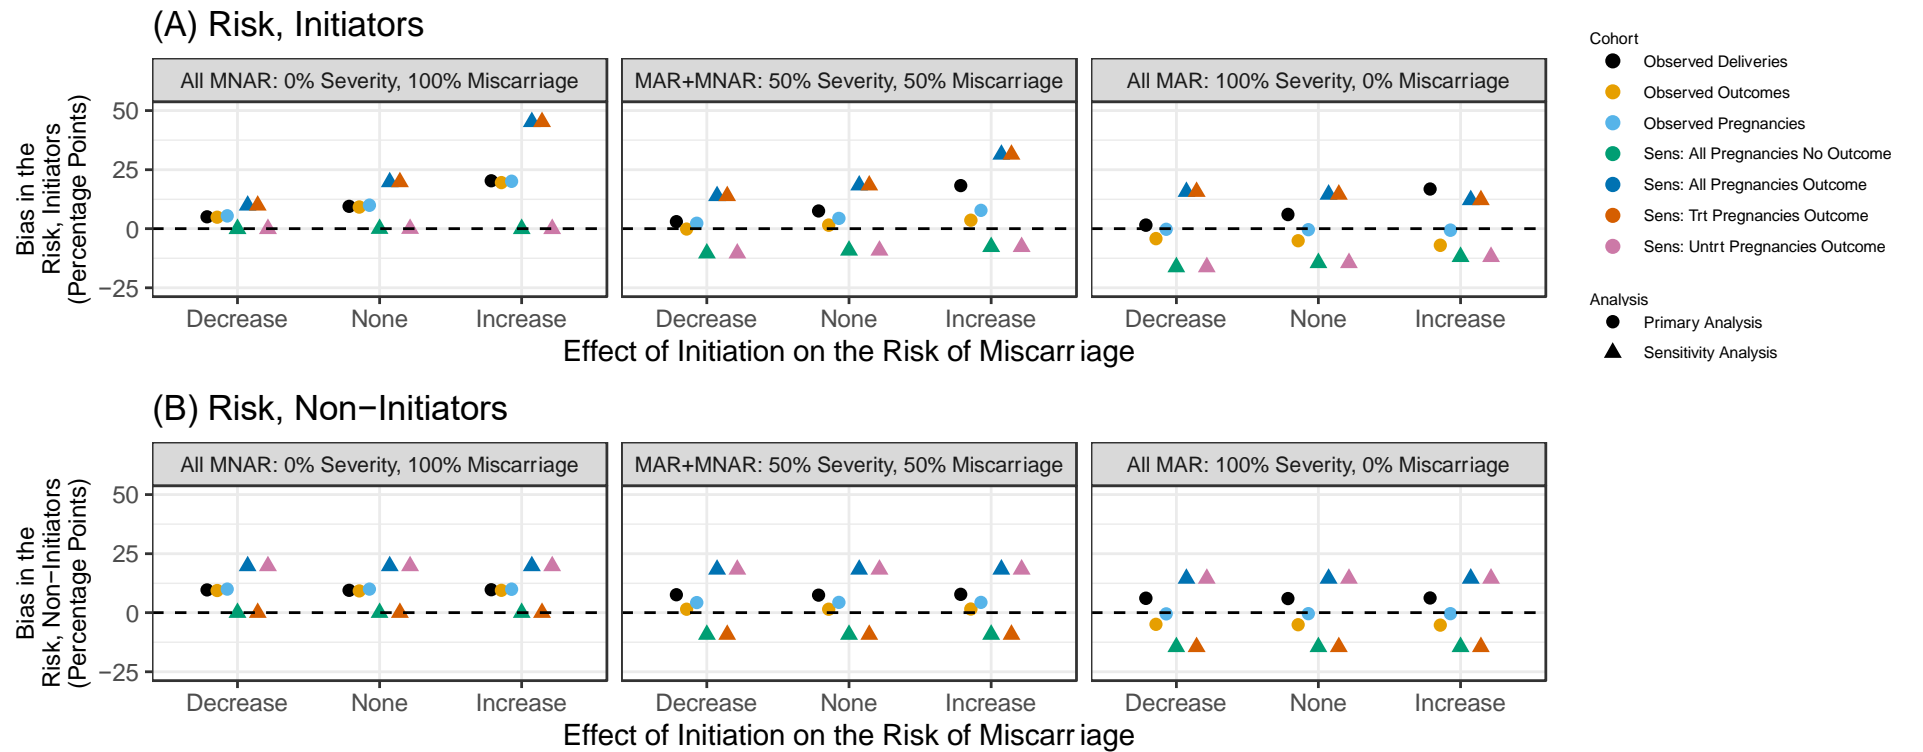 (A) Risk, Initiators
All MNAR: 0% Severity, 100% Miscarriage
MAR+MNAR: 50% Severity, 50% Miscarriage
All MAR: 100% Severity, 0% Miscarriage
Bias in the
Risk, Initiators
(Percentage Points)
50
25
0
−25
Decrease
None
Increase
Decrease
None
Increase
Decrease
None
Increase
Effect of Initiation on the Risk of Miscarriage
Cohort
Observed Deliveries
Observed Outcomes
Observed Pregnancies
Sens: All Pregnancies No Outcome
Sens: All Pregnancies Outcome
Sens: Trt Pregnancies Outcome
Sens: Untrt Pregnancies Outcome
Analysis
Primary Analysis
Sensitivity Analysis
(B) Risk, Non−Initiators
All MNAR: 0% Severity, 100% Miscarriage
MAR+MNAR: 50% Severity, 50% Miscarriage
All MAR: 100% Severity, 0% Miscarriage
Bias in the
Risk, Non−Initiators
(Percentage Points)
50
25
0
−25
Decrease
None
Increase
Decrease
None
Increase
Decrease
None
Increase
Effect of Initiation on the Risk of Miscarriage